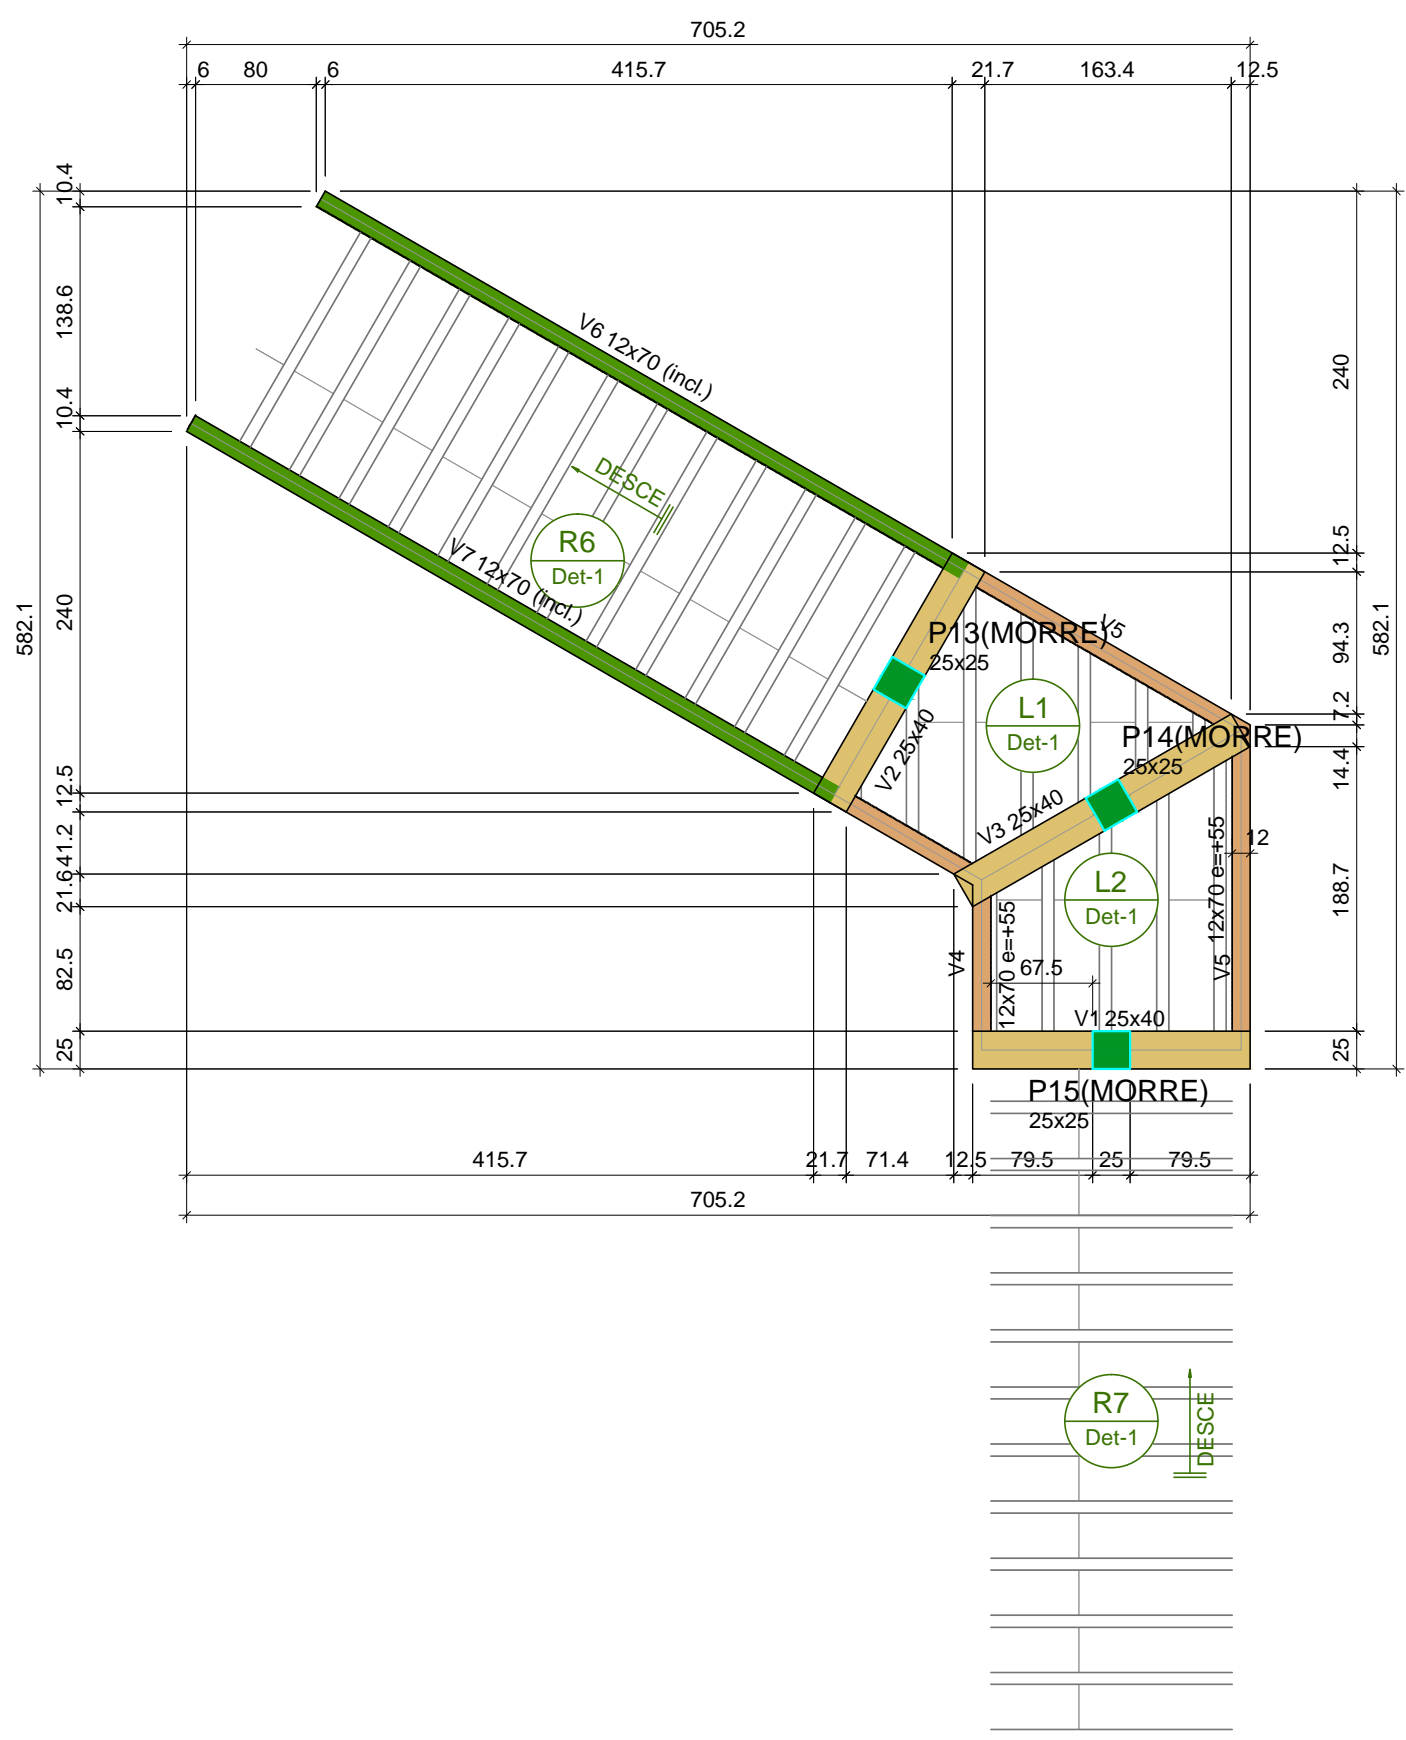 705.2
6 80 6 415.7 21.7 163.4 12.5
10.4
138.6
10.4
240
12.5
41.2
21.6
82.5
25
582.1
240
12.5
94.3
7.2
14.4
188.7
25
582.1
V6 12x70 (incl.)
DESCE
R6
Det-1
V7 12x70 (incl.)
P13(MORRE)
25x25
V5
L1
Det-1
V2 25x40
P14(MORRE)
25x25
V3 25x40
12
L2
Det-1
V4 12x70 e=+55
67.5
V5 12x70 e=+55
V1 25x40
P15(MORRE)
25x25
415.7 21.7 71.4 12.5 79.5 25 79.5
705.2
R7
Det-1
DESCE